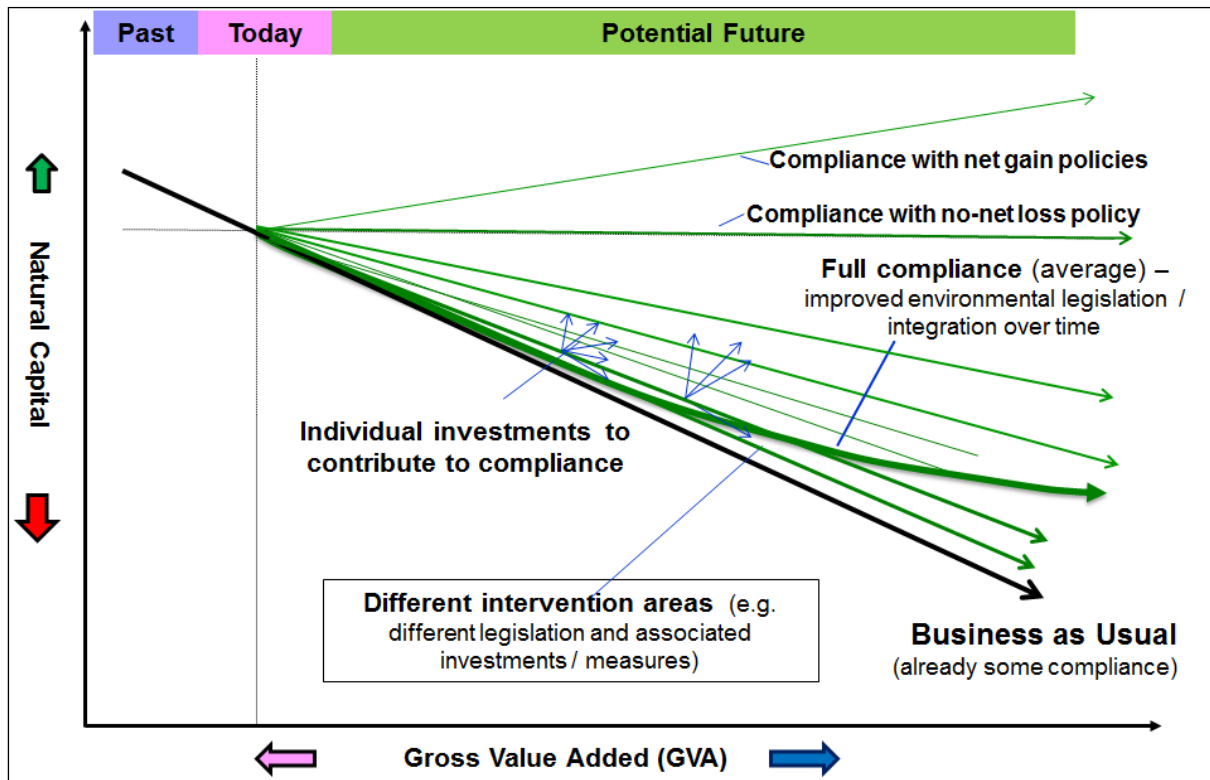 Past
Today
Potential Future
Compliance with net gain policies
Compliance with no-net loss policy
Full compliance (average) –
improved environmental legislation /
integration over time
Natural Capital
Individual investments to
contribute to compliance
Different intervention areas (e.g.
different legislation and associated
investments / measures)
Business as Usual
(already some compliance)
Gross Value Added (GVA)